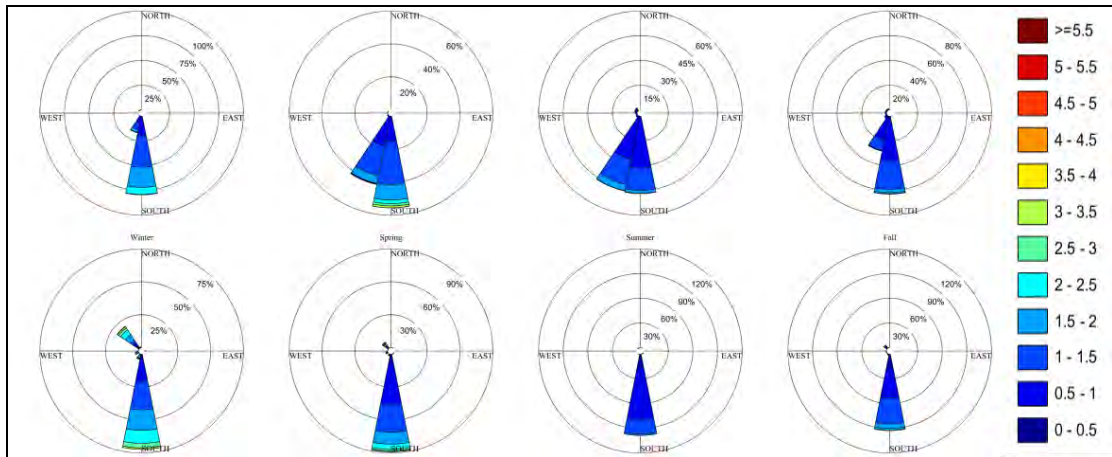 NORTH
100%
75%
50%
25%
WEST
EAST
SOUTH
Winter
NORTH
60%
40%
20%
WEST
EAST
SOUTH
Spring
NORTH
60%
45%
30%
15%
WEST
EAST
SOUTH
Summer
NORTH
80%
60%
40%
20%
WEST
EAST
SOUTH
Fall
NORTH
75%
50%
25%
WEST
EAST
SOUTH
NORTH
90%
60%
30%
WEST
EAST
SOUTH
NORTH
120%
90%
60%
30%
WEST
EAST
SOUTH
NORTH
120%
90%
60%
30%
WEST
EAST
SOUTH
>=5.5
5 - 5.5
4.5 - 5
4 - 4.5
3.5 - 4
3 - 3.5
2.5 - 3
2 - 2.5
1.5 - 2
1 - 1.5
0.5 - 1
0 - 0.5